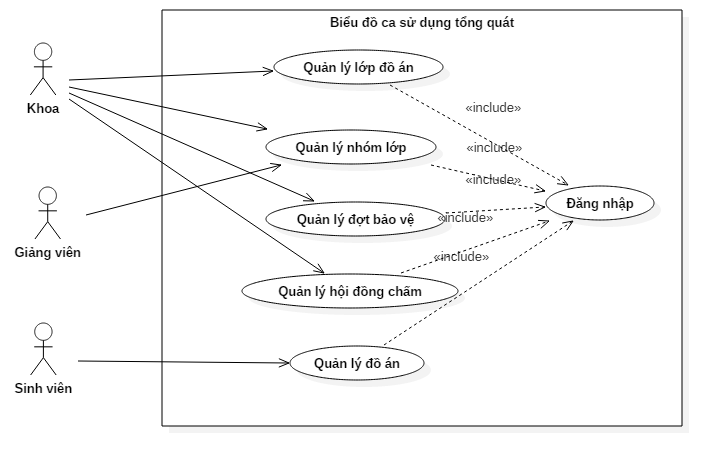 Biểu đồ ca sử dụng tổng quát
Quản lý lớp đồ án
Khoa
«include»
Quản lý nhóm lớp
«include»
«include»
Đăng nhập
Quản lý đợt bảo vệ
«include»
Giảng viên
«include»
Quản lý hội đồng chấm
Quản lý đồ án
Sinh viên